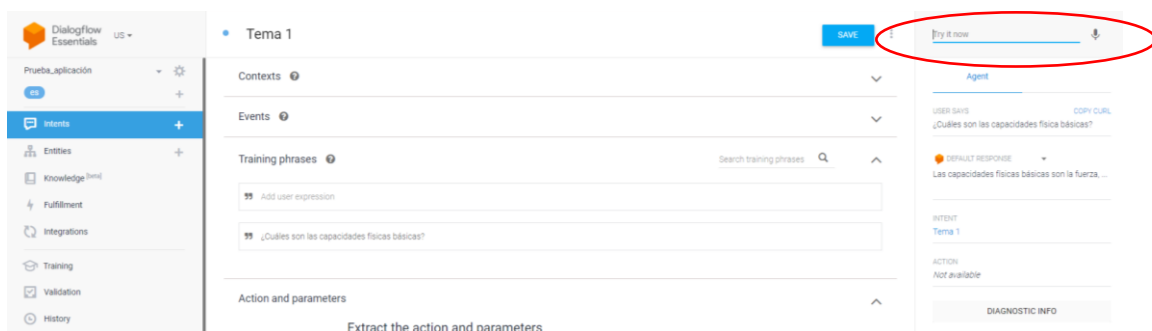 Dialogflow
Essentials
US
Prueba_aplicación
es
Intents
Entities
Knowledge [beta]
Fulfillment
Integrations
Training
Validation
History
Tema 1
SAVE
Contexts
Events
Training phrases
Search training phrases
Add user expression
¿Cuáles son las capacidades físicas básicas?
Action and parameters
Extract the action and parameters
Try it now
Agent
USER SAYS COPY CURL
¿Cuáles son las capacidades física básicas?
DEFAULT RESPONSE
Las capacidades físicas básicas son la fuerza, ...
INTENT
Tema 1
ACTION
Not available
DIAGNOSTIC INFO